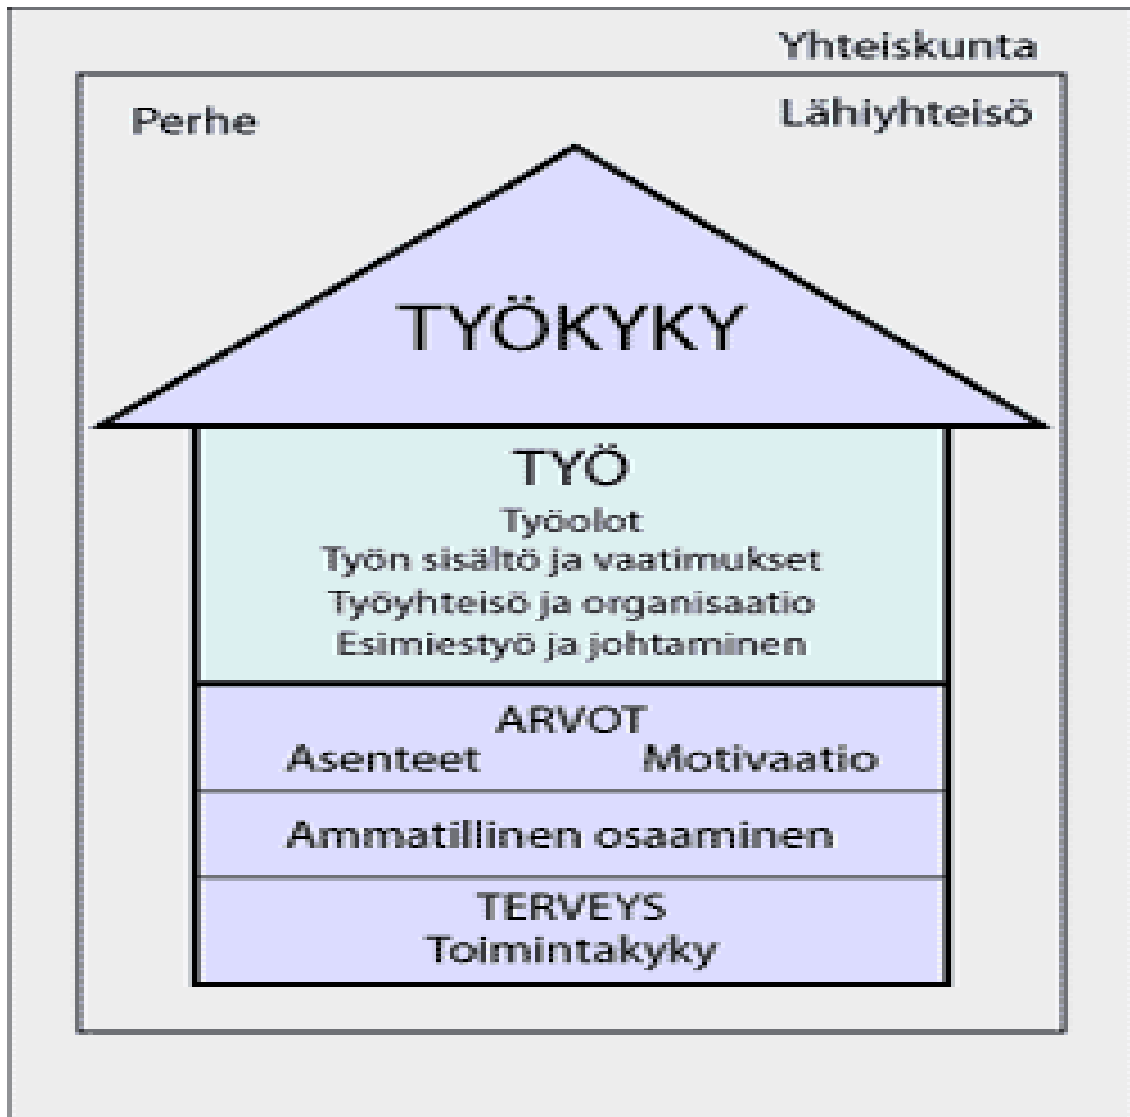 Yhteiskunta
Perhe
Lähiyhteisö
TYÖKYKY
TYÖ
Työolot
Työn sisältö ja vaatimukset
Työyhteisö ja organisaatio
Esimiestyö ja johtaminen
ARVOT
Asenteet Motivaatio
Ammatillinen osaaminen
TERVEYS
Toimintakyky